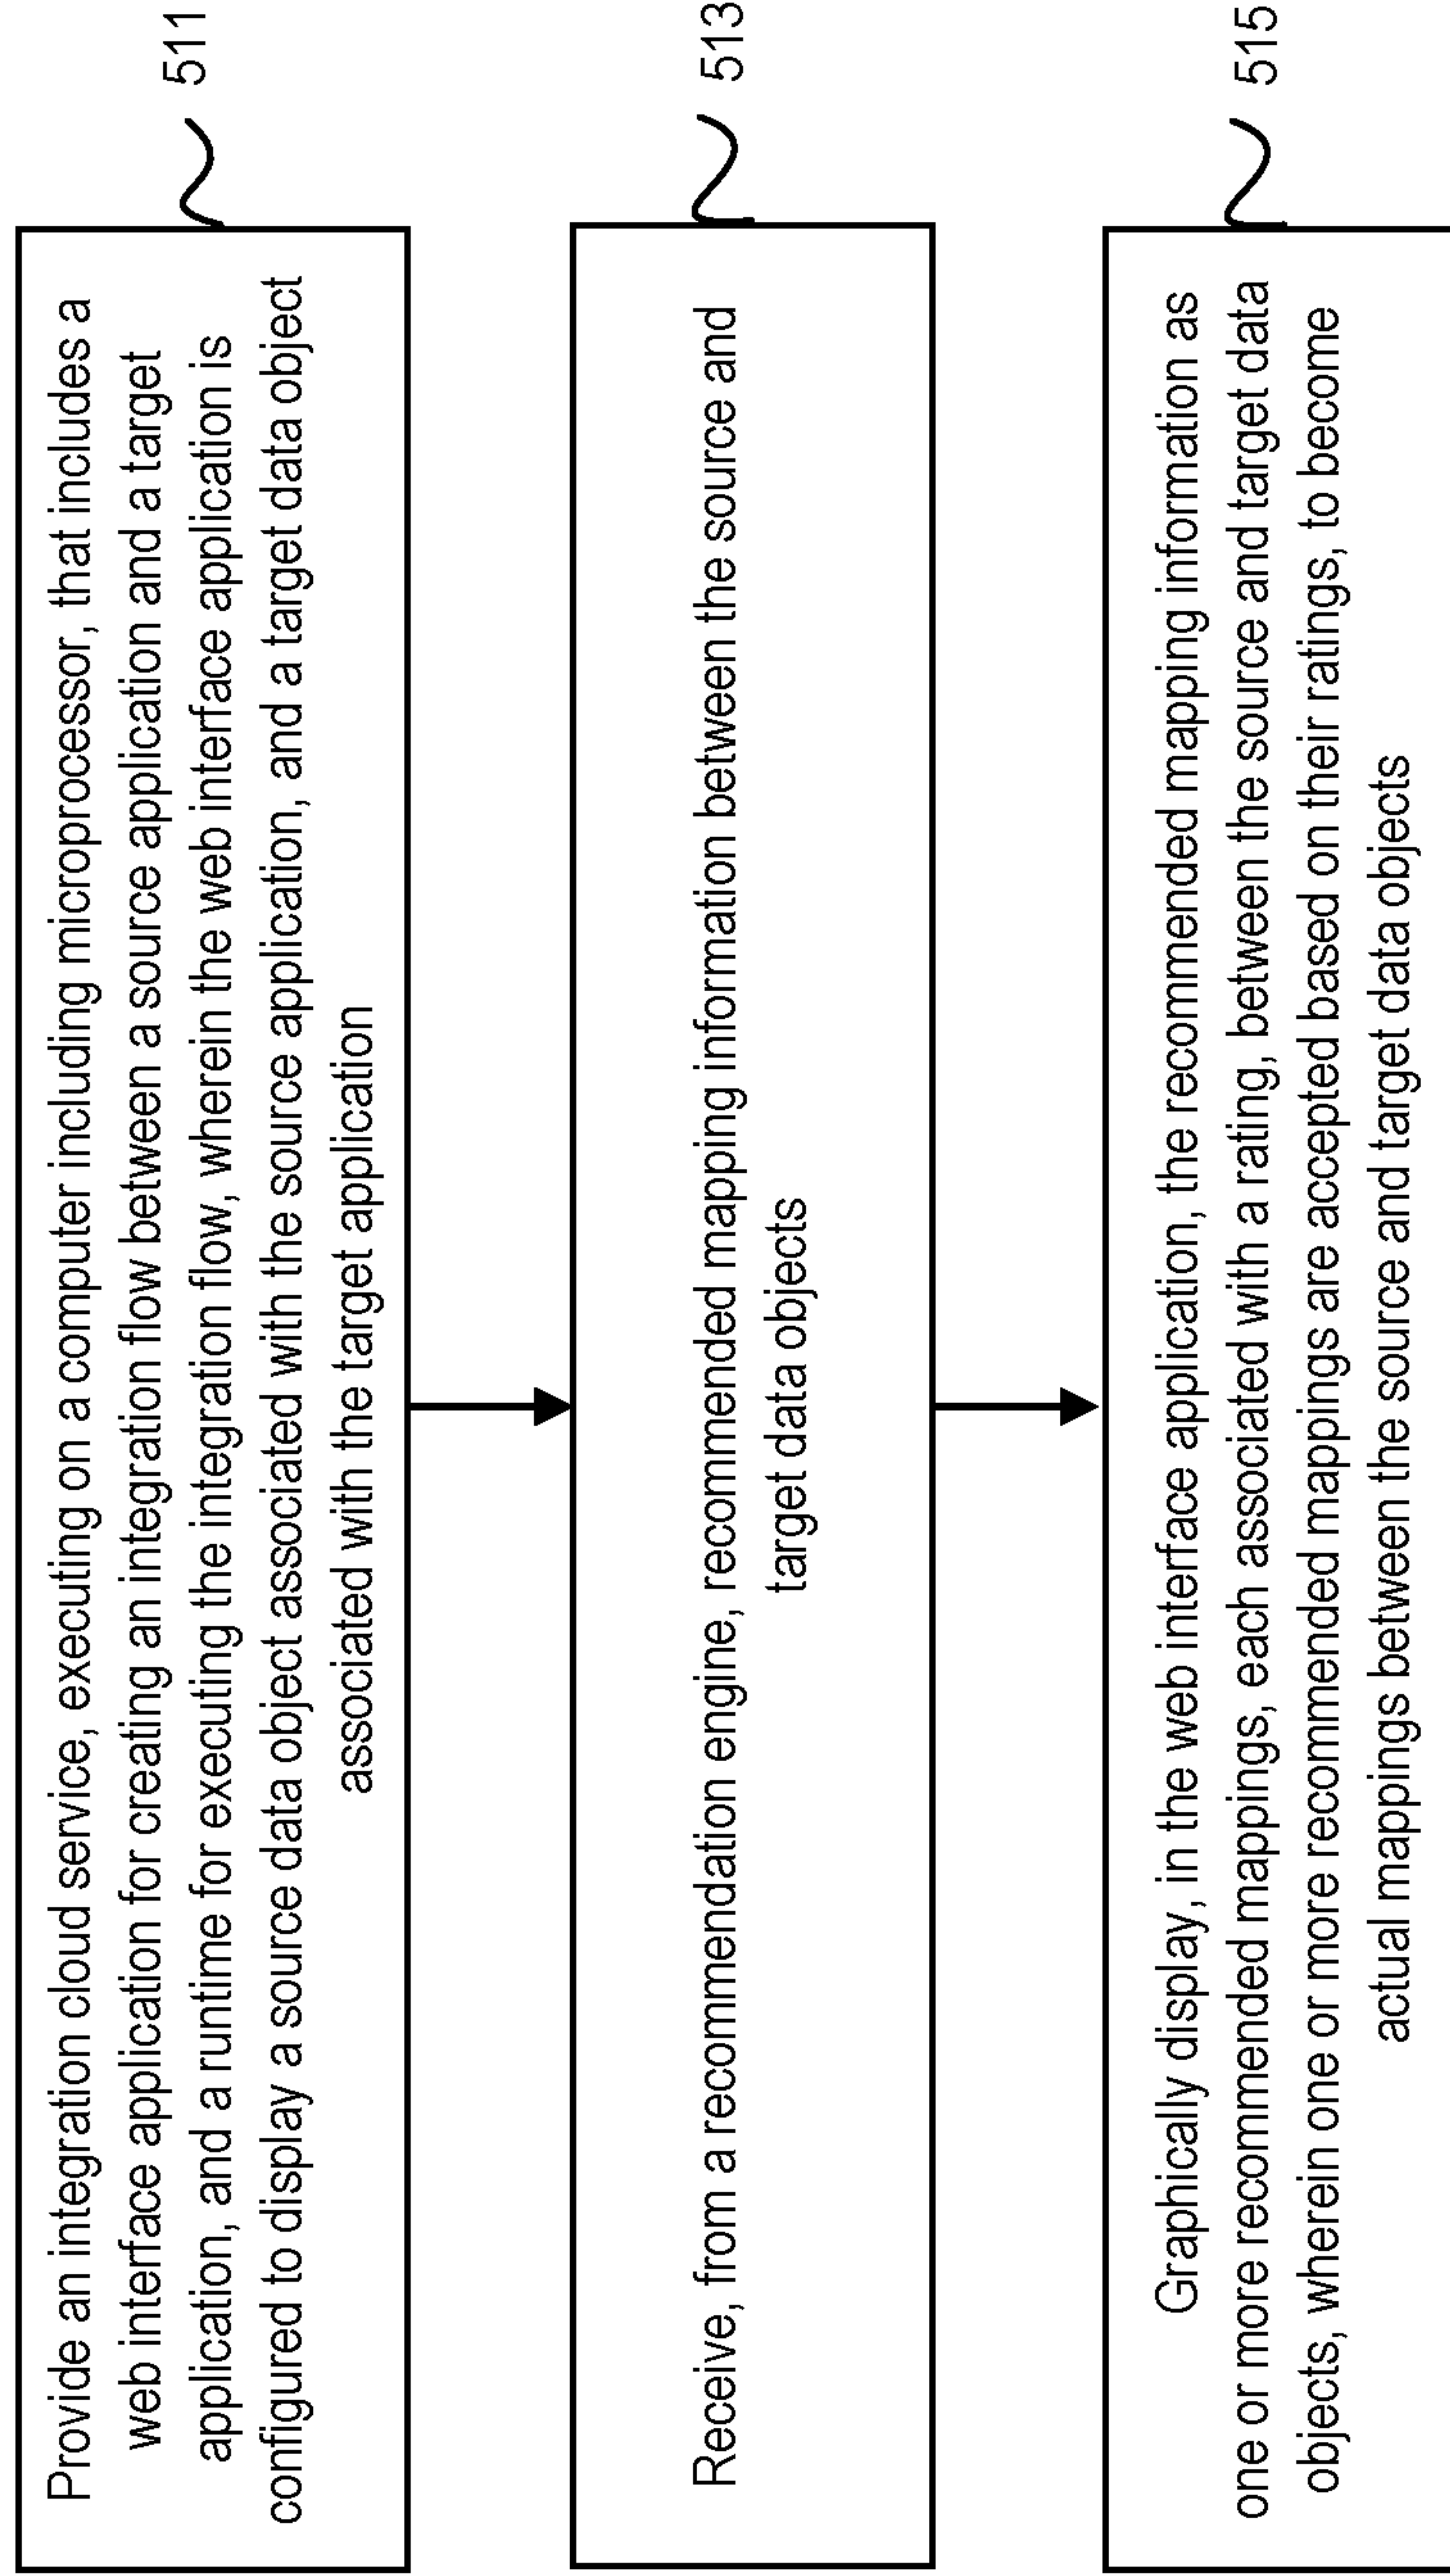 Provide an integration cloud service, executing on a computer including microprocessor, that includes a
web interface application for creating an integration flow between a source application and a target
application, and a runtime for executing the integration flow, wherein the web interface application is
configured to display a source data object associated with the source application, and a target data object
associated with the target application
511
Receive, from a recommendation engine, recommended mapping information between the source and
target data objects
513
Graphically display, in the web interface application, the recommended mapping information as
one or more recommended mappings, each associated with a rating, between the source and target data
objects, wherein one or more recommended mappings are accepted based on their ratings, to become
actual mappings between the source and target data objects
515